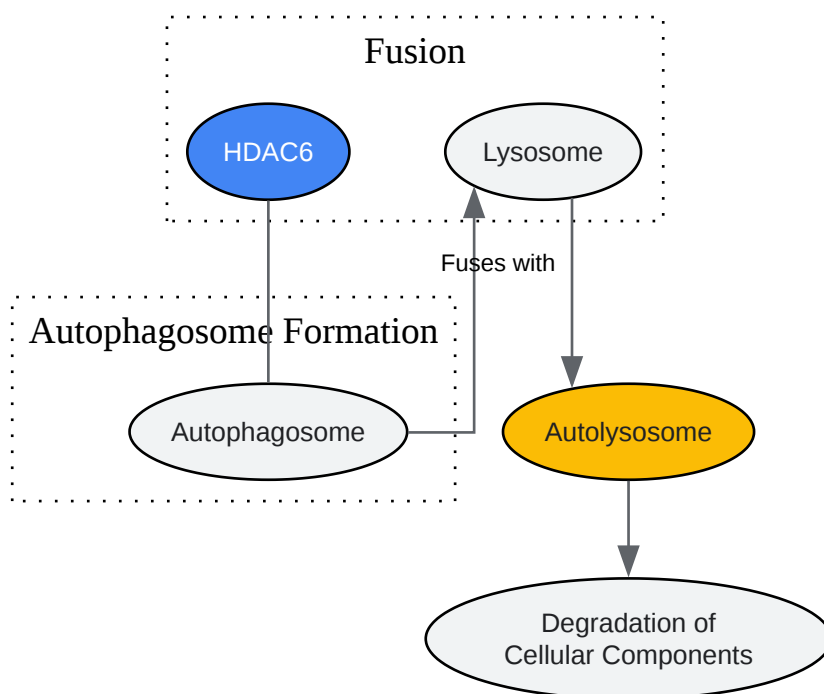 Fusion
HDAC6
Lysosome
Fuses with
Autophagosome Formation
Autophagosome
Autolysosome
Degradation of
Cellular Components